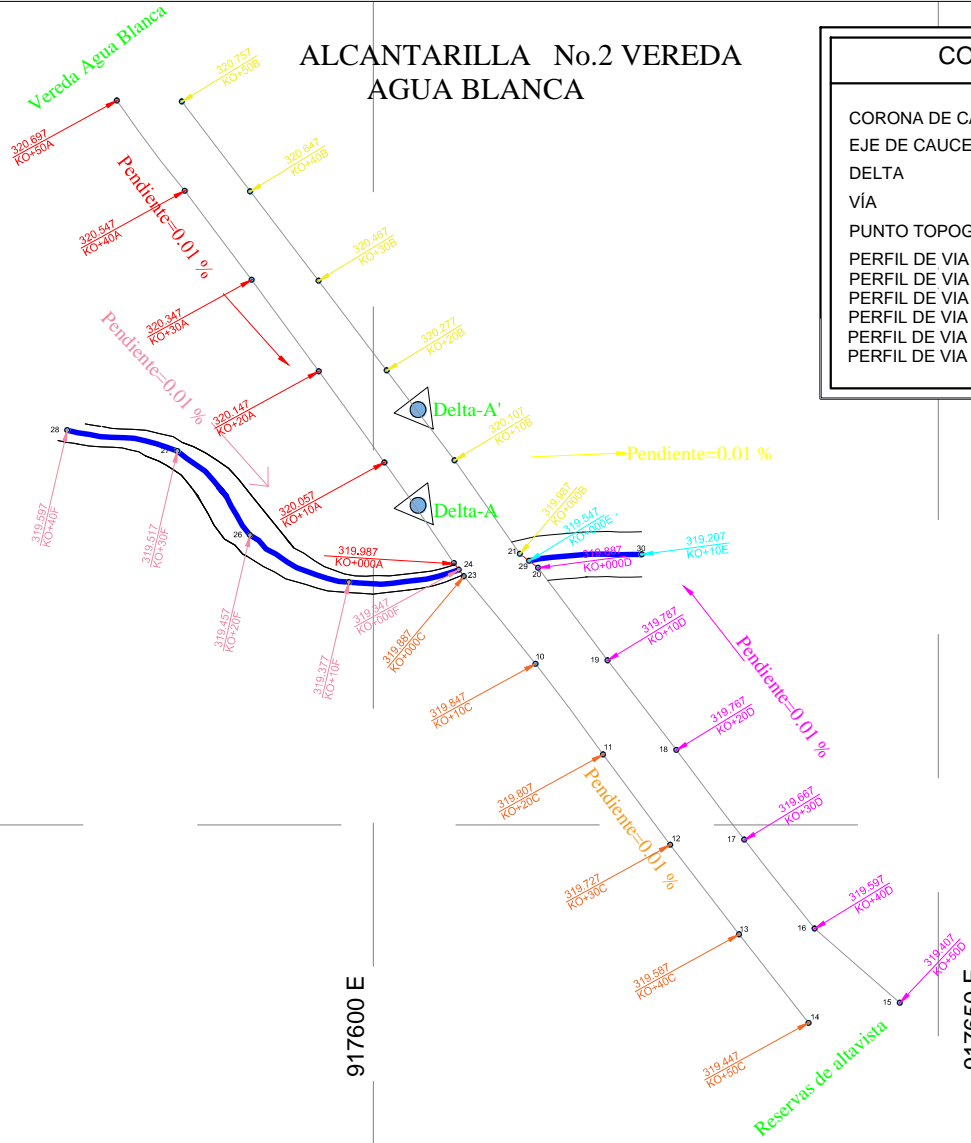 ALCANTARILLA No.2 VEREDA
AGUA BLANCA
Vereda Agua Blanca
320.757
KO+50B
320.697
KO+50A
320.647
KO+40B
Pendiente=0.01 %
320.547
KO+40A
320.467
KO+30B
320.347
KO+30A
Pendiente=0.01 %
320.277
KO+20B
320.147
KO+20A
Delta-A'
320.107
KO+10B
Pendiente=0.01 %
28
27
320.057
KO+10A
Delta-A
319.597
KO+40F
319.517
KO+30F
26
319.987
KO+000A
24
23
319.887
KO+000B
319.547
KO+000E
21
29
20
KO+000D
30
319.207
KO+10E
319.457
KO+20F
319.377
KO+10F
319.347
KO+000F
319.887
KO+000C
319.787
KO+10D
19
10
319.847
KO+10C
Pendiente=0.01 %
319.767
KO+20D
18
11
319.807
KO+20C
Pendiente=0.01 %
319.667
KO+30D
17
12
319.727
KO+30C
319.597
KO+40D
16
13
319.587
KO+40C
319.407
KO+50D
15
14
319.447
KO+50C
Reservas de altavista
917600 E
CO
CORONA DE CA
EJE DE CAUCE
DELTA
VÍA
PUNTO TOPOG
PERFIL DE VIA
PERFIL DE VIA
PERFIL DE VIA
PERFIL DE VIA
PERFIL DE VIA
PERFIL DE VIA